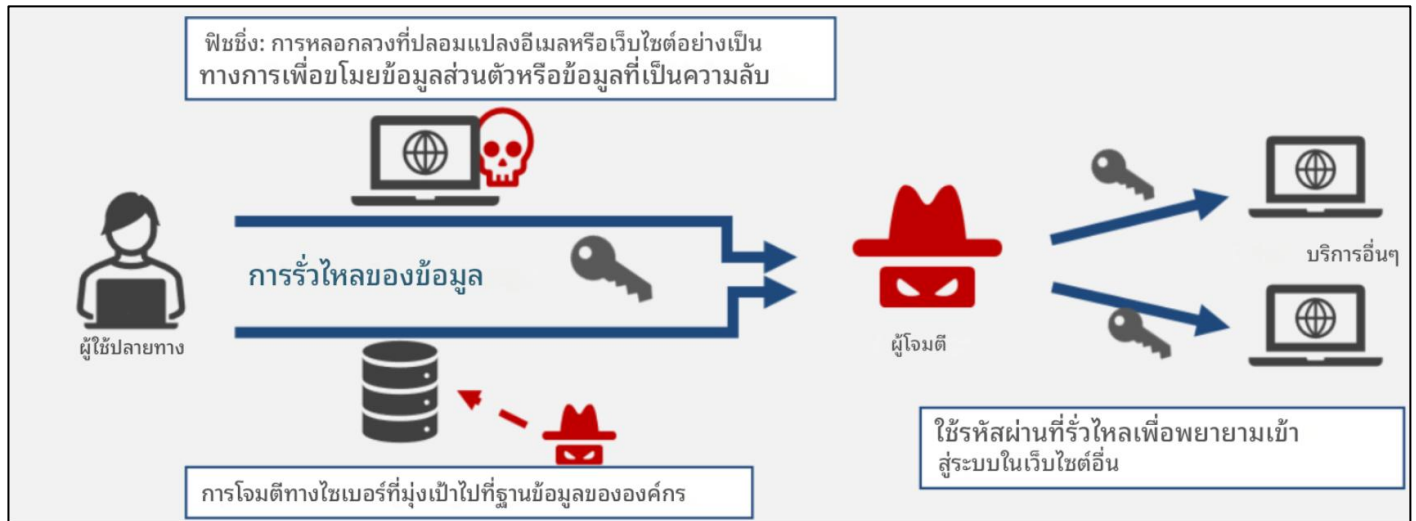 ฟิชชิ่ง: การหลอกลวงที่ปลอมแปลงอีเมลหรือเว็บไซต์อย่างเป็น
ทางการเพื่อขโมยข้อมูลส่วนตัวหรือข้อมูลที่เป็นความลับ
การรั่วไหลของข้อมูล
ผู้ใช้ปลายทาง
ผู้โจมตี
บริการอื่นๆ
การโจมตีทางไซเบอร์ที่มุ่งเป้าไปที่ฐานข้อมูลขององค์กร
ใช้รหัสผ่านที่รั่วไหลเพื่อพยายามเข้า
สู่ระบบในเว็บไซต์อื่น